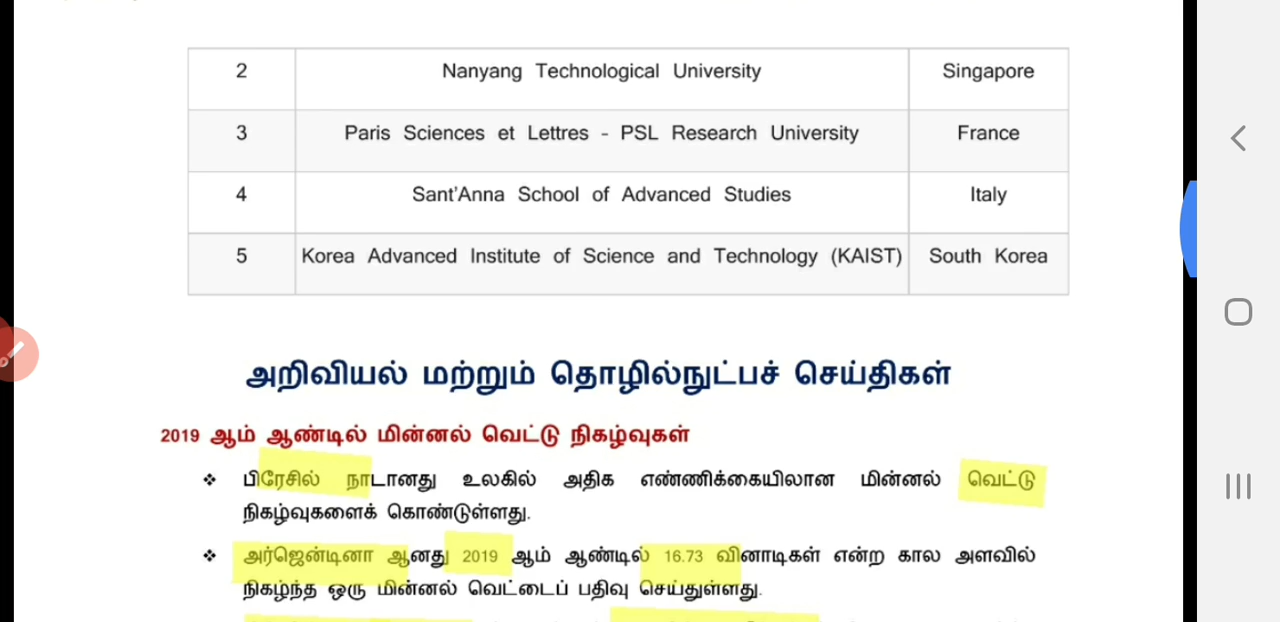 2 Nanyang Technological University Singapore
3 Paris Sciences et Lettres - PSL Research University France
4 Sant'Anna School of Advanced Studies Italy
5 Korea Advanced Institute of Science and Technology (KAIST) South Korea
அறிவியல் மற்றும் தொழில்நுட்பச் செய்திகள்
2019 ஆம் ஆண்டில் மின்னல் வெட்டு நிகழ்வுகள்
❖ பிரேசில் நாடானது உலகில் அதிக எண்ணிக்கையிலான மின்னல் வெட்டு
நிகழ்வுகளைக் கொண்டுள்ளது.
❖ அர்ஜென்டினா ஆனது 2019 ஆம் ஆண்டில் 16.73 வினாடிகள் என்ற கால அளவில்
நிகழ்ந்த ஒரு மின்னல் வெட்டைப் பதிவு செய்துள்ளது.